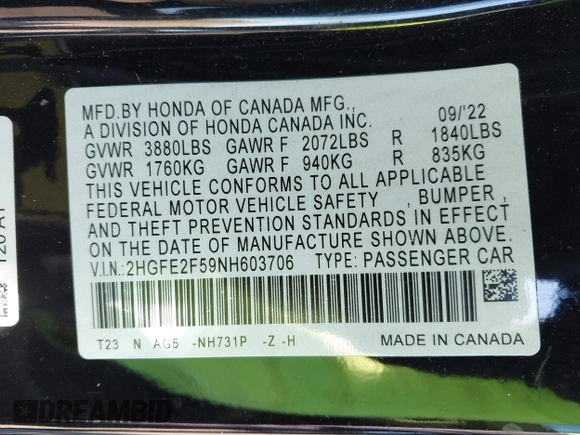 MFD.BY HONDA OF CANADA MFG., 09/'22
A DIVISION OF HONDA CANADA INC.
GVWR 3880LBS GAWR F 2072LBS R 1840LBS
GVWR 1760KG GAWR F 940KG R 835KG
THIS VEHICLE CONFORMS TO ALL APPLICABLE
FEDERAL MOTOR VEHICLE SAFETY , BUMPER ,
AND THEFT PREVENTION STANDARDS IN EFFECT
ON THE DATE OF MANUFACTURE SHOWN ABOVE.
V.I.N.: 2HGFE2F59NH603706 TYPE: PASSENGER CAR
T23 N AG5 -NH731P -Z -H MADE IN CANADA
DREAMBID